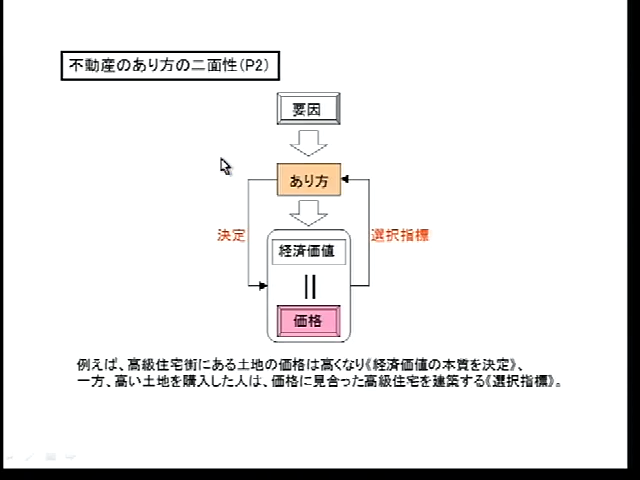 不動産のあり方の二面性(P2)
要因
あり方
決定
選択指標
経済価値
||
価格
例えば、高級住宅街にある土地の価格は高くなり《経済価値の本質を決定》、
一方、高い土地を購入した人は、価格に見合った高級住宅を建築する《選択指標》。